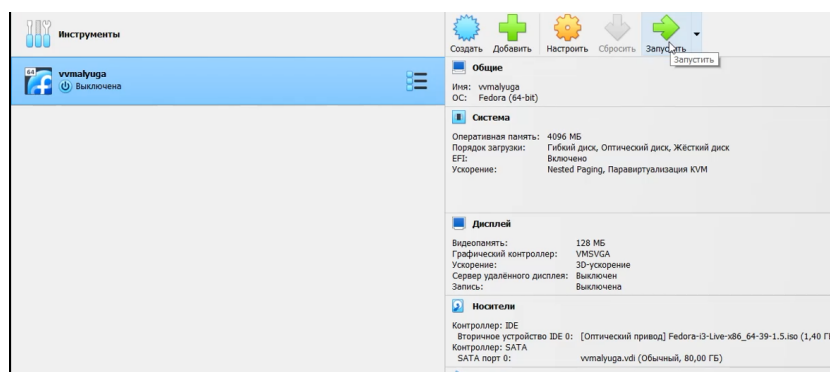 Инструменты
Создать Добавить Настроить Сбросить Запустить
Запустить
64
vvmalyuga
Выключена
Общие
Имя: vvmalyuga
ОС: Fedora (64-bit)
Система
Оперативная память: 4096 МБ
Порядок загрузки: Гибкий диск, Оптический диск, Жёсткий диск
EFI: Включено
Ускорение: Nested Paging, Паравиртуализация KVM
Дисплей
Видеопамять: 128 МБ
Графический контроллер: VMSVGA
Ускорение: 3D-ускорение
Сервер удалённого дисплея: Выключен
Запись: Выключена
Носители
Контроллер: IDE
Вторичное устройство IDE 0: [Оптический привод] Fedora-i3-Live-x86_64-39-1.5.iso (1,40 Г
Контроллер: SATA
SATA порт 0: vvmalyuga.vdi (Обычный, 80,00 ГБ)